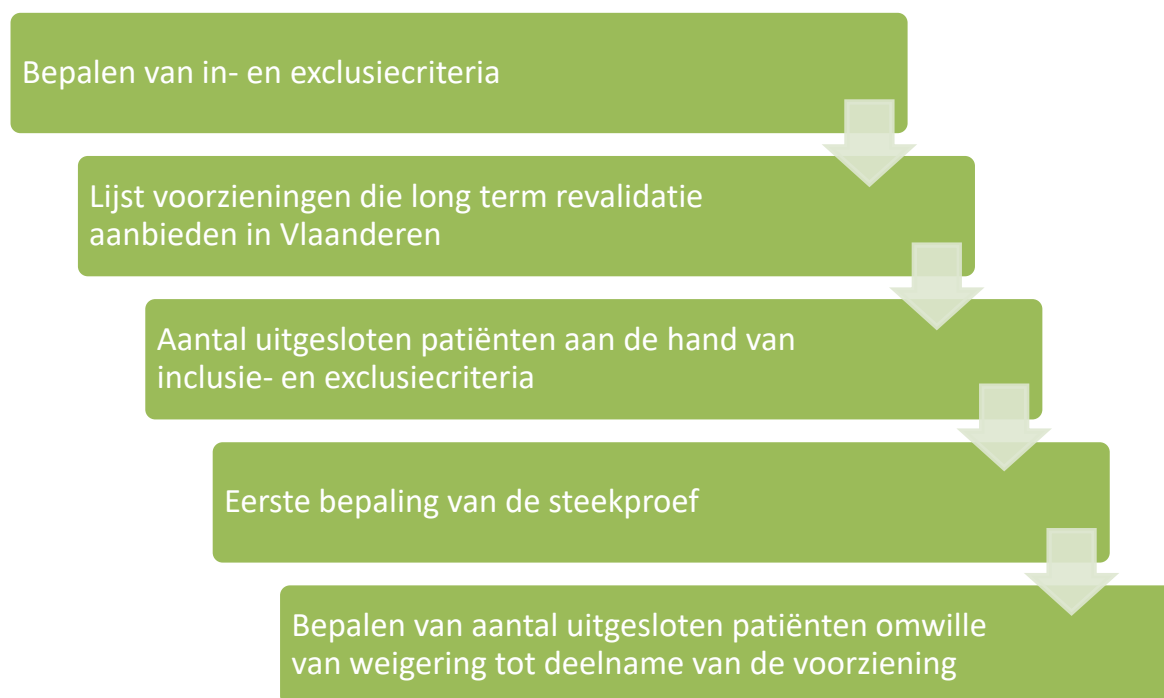 Bepalen van in- en exclusiecriteria
Lijst voorzieningen die long term revalidatie
aanbieden in Vlaanderen
Aantal uitgesloten patiënten aan de hand van
inclusie- en exclusiecriteria
Eerste bepaling van de steekproef
Bepalen van aantal uitgesloten patiënten omwille
van weigering tot deelname van de voorziening